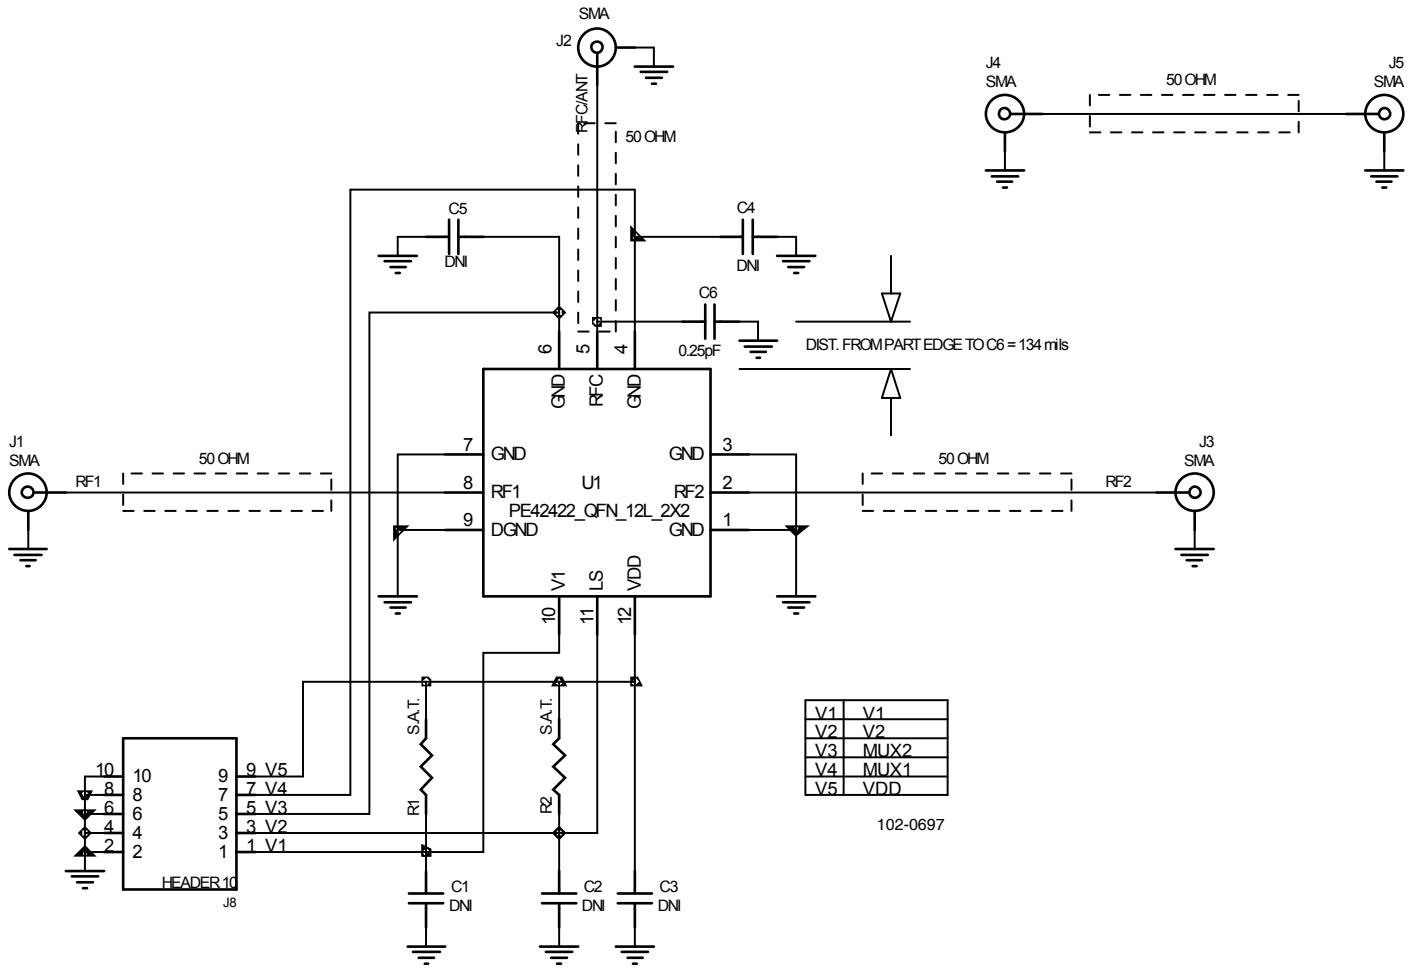 SMA
J2
RFC/ANT
50 OHM
J4
SMA
50 OHM
J5
SMA
C5
DNI
C4
DNI
C6
0.25pF
DIST. FROM PART EDGE TO C6 = 134 mils
6
5
4
GND
RFC
GND
J1
SMA
RF1
50 OHM
7
GND
8
RF1
9
DGND
U1
PE42422_QFN_12L_2X2
GND
3
RF2
2
GND
1
50 OHM
RF2
J3
SMA
V1
LS
VDD
10
11
12
S.A.T.
R1
S.A.T.
R2
10 10 9 9 V5
8 8 7 7 V4
6 6 5 5 V3
4 4 3 3 V2
2 2 1 1 V1
HEADER 10
J8
C1
DNI
C2
DNI
C3
DNI
V1 V1
V2 V2
V3 MUX2
V4 MUX1
V5 VDD
102-0697